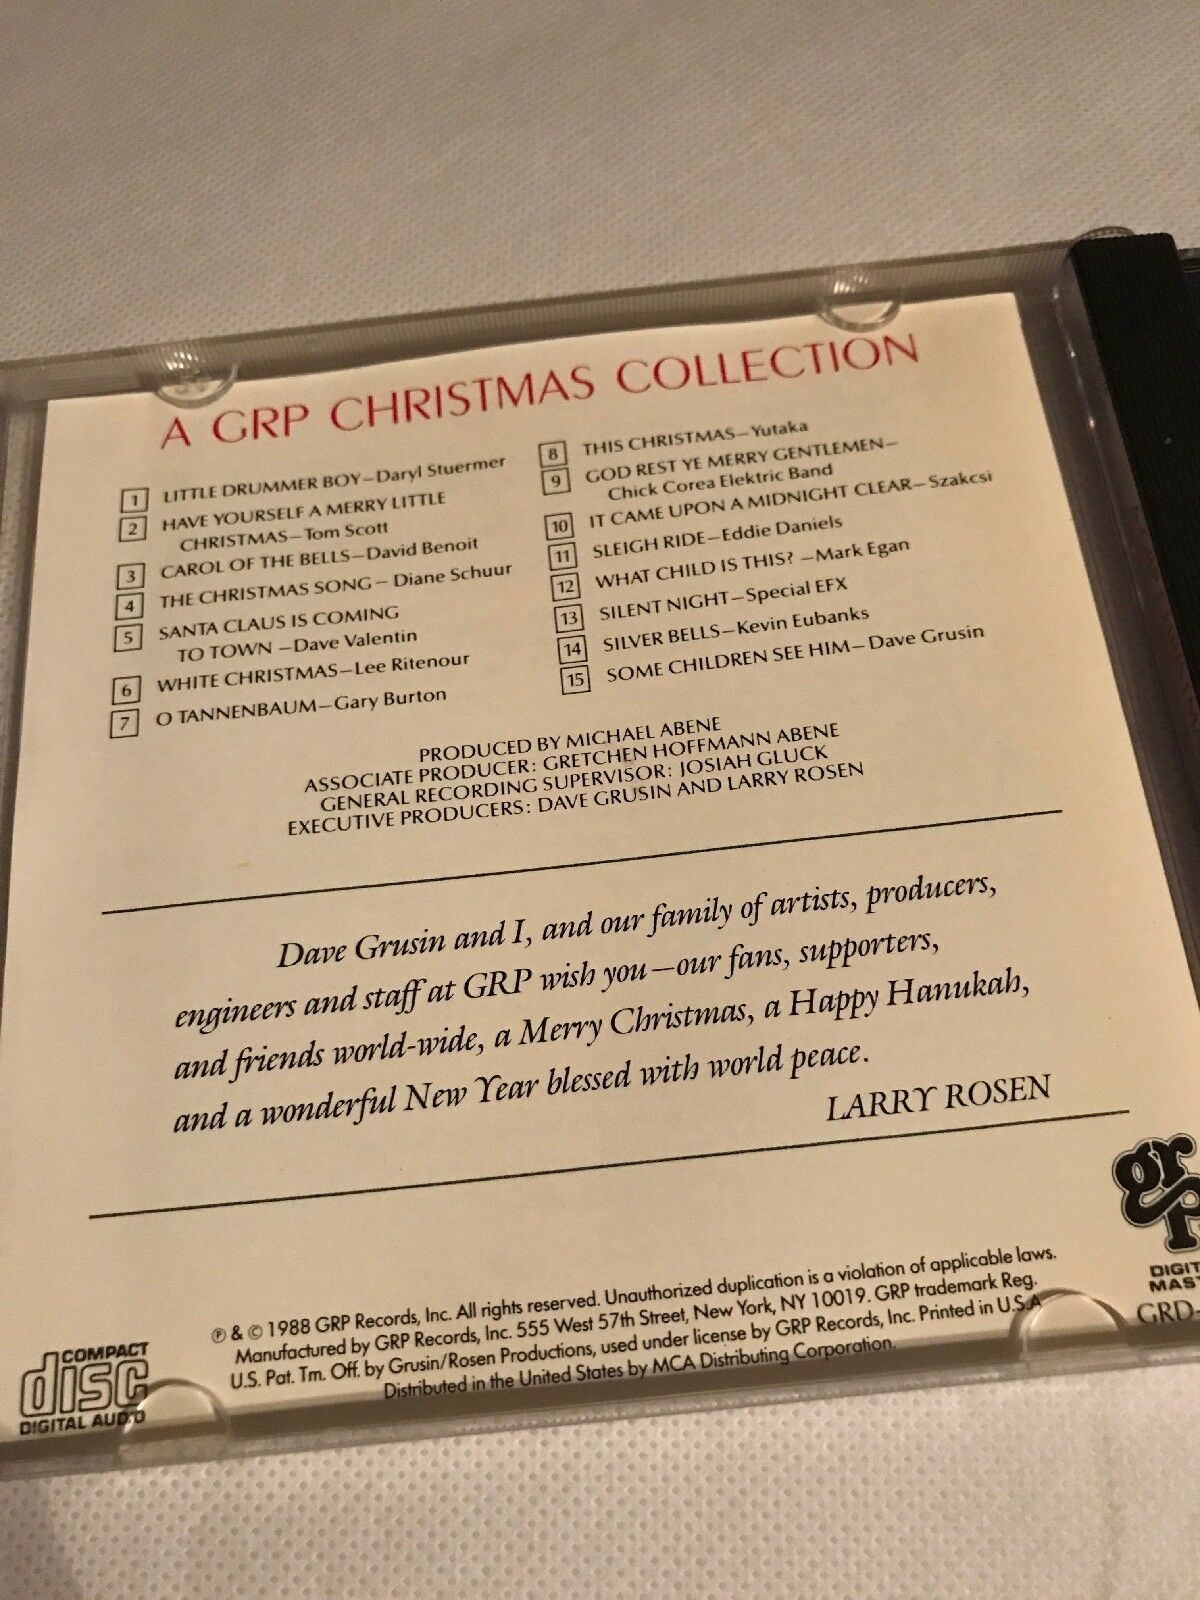 A GRP CHRISTMAS COLLECTION
1 LITTLE DRUMMER BOY—Daryl Stuermer
2 HAVE YOURSELF A MERRY LITTLE
CHRISTMAS—Tom Scott
3 CAROL OF THE BELLS—David Benoit
4 THE CHRISTMAS SONG— Diane Schuur
5 SANTA CLAUS IS COMING
TO TOWN —Dave Valentin
6 WHITE CHRISTMAS—Lee Ritenour
7 O TANNENBAUM—Gary Burton
8 THIS CHRISTMAS—Yutaka
9 GOD REST YE MERRY GENTLEMEN—
Chick Corea Elektric Band
10 IT CAME UPON A MIDNIGHT CLEAR—Szakcsi
11 SLEIGH RIDE—Eddie Daniels
12 WHAT CHILD IS THIS? —Mark Egan
13 SILENT NIGHT—Special EFX
14 SILVER BELLS—Kevin Eubanks
15 SOME CHILDREN SEE HIM— Dave Grusin
PRODUCED BY MICHAEL ABENE
ASSOCIATE PRODUCER: GRETCHEN HOFFMANN ABENE
GENERAL RECORDING SUPERVISOR: JOSIAH GLUCK
EXECUTIVE PRODUCERS: DAVE GRUSIN AND LARRY ROSEN
Dave Grusin and I, and our family of artists, producers,
engineers and staff at GRP wish you—our fans, supporters,
and friends world-wide, a Merry Christmas, a Happy Hanukah,
and a wonderful New Year blessed with world peace.
LARRY ROSEN
℗ & © 1988 GRP Records, Inc. All rights reserved. Unauthorized duplication is a violation of applicable laws.
Manufactured by GRP Records, Inc. 555 West 57th Street, New York, NY 10019. GRP trademark Reg.
U.S. Pat. Tm. Off. by Grusin/Rosen Productions, used under license by GRP Records, Inc. Printed in U.S.A
Distributed in the United States by MCA Distributing Corporation.
COMPACT
disc
DIGITAL AUDIO
grp
DIGIT
MAST
GRD-